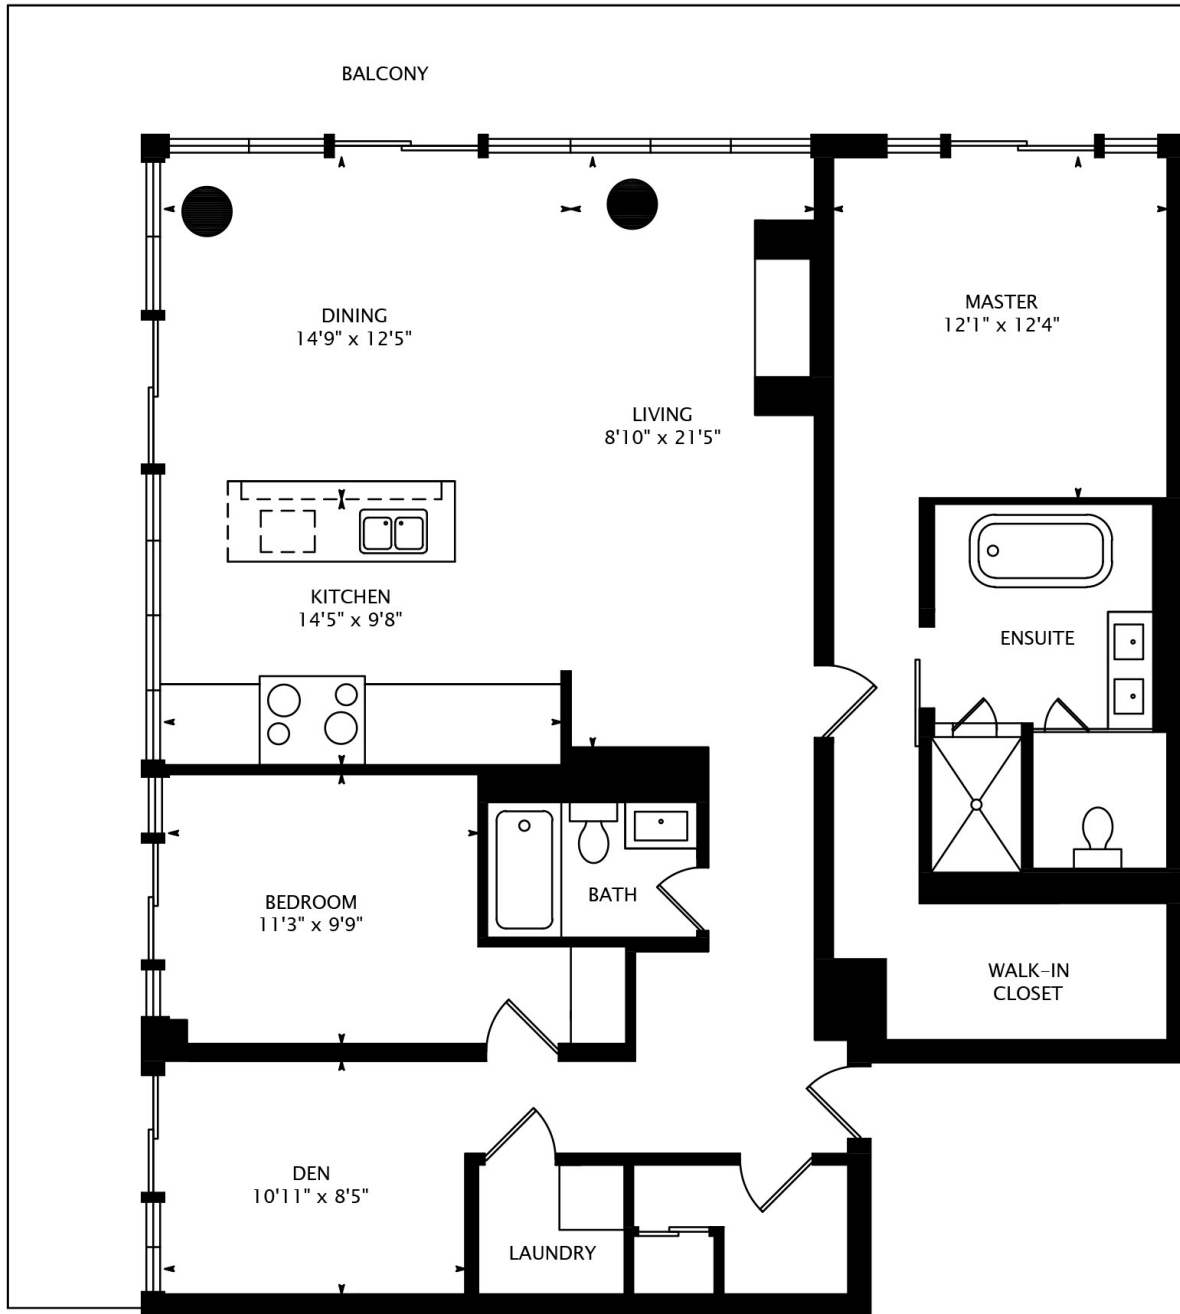 BALCONY
DINING
14'9" x 12'5"
MASTER
12'1" x 12'4"
LIVING
8'10" x 21'5"
KITCHEN
14'5" x 9'8"
ENSUITE
BEDROOM
11'3" x 9'9"
BATH
WALK-IN
CLOSET
DEN
10'11" x 8'5"
LAUNDRY